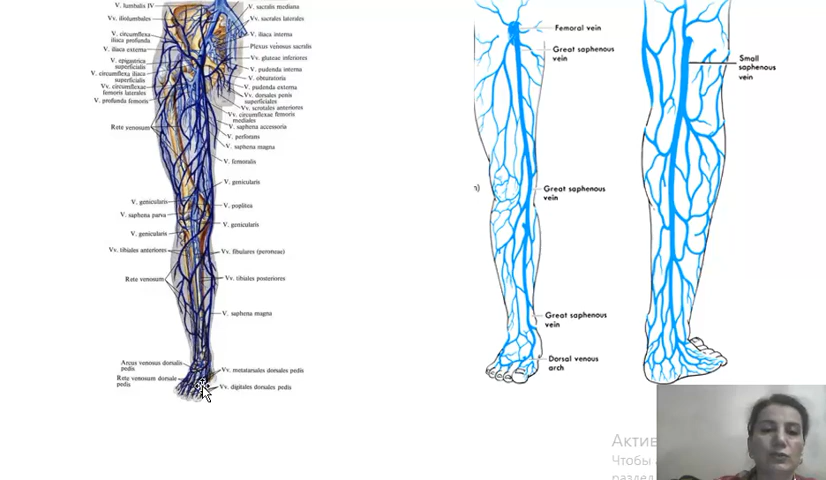 V. lumbalis IV
Vv. iliolumbales
V. circumflexa
iliaca profunda
V. iliaca externa
V. epigastrica
superficialis
V. circumflexa iliaca
superficialis
Vv. circumflexae
femoris laterales
V. profunda femoris
Rete venosum
V. genicularis
V. saphena parva
V. genicularis
Vv. tibiales anteriores
Rete venosum
Arcus venosus dorsalis
pedis
Rete venosum dorsale
pedis
V. sacralis mediana
Vv. sacrales laterales
V. iliaca interna
Plexus venosus sacralis
Vv. gluteae inferiores
V. pudenda interna
V. obturatoria
V. pudenda externa
Vv. dorsales penis
superficiales
Vv. scrotales anteriores
Vv. circumflexae femoris
mediales
V. saphena accessoria
V. perforans
V. saphena magna
V. femoralis
V. genicularis
V. poplitea
V. genicularis
Vv. fibulares (peroneae)
Vv. tibiales posteriores
V. saphena magna
Vv. metatarsales dorsales pedis
Vv. digitales dorsales pedis
Femoral vein
Great saphenous
vein
Great saphenous
vein
Great saphenous
vein
Dorsal venous
arch
Small
saphenous
vein
Актив
Чтобы
раздел